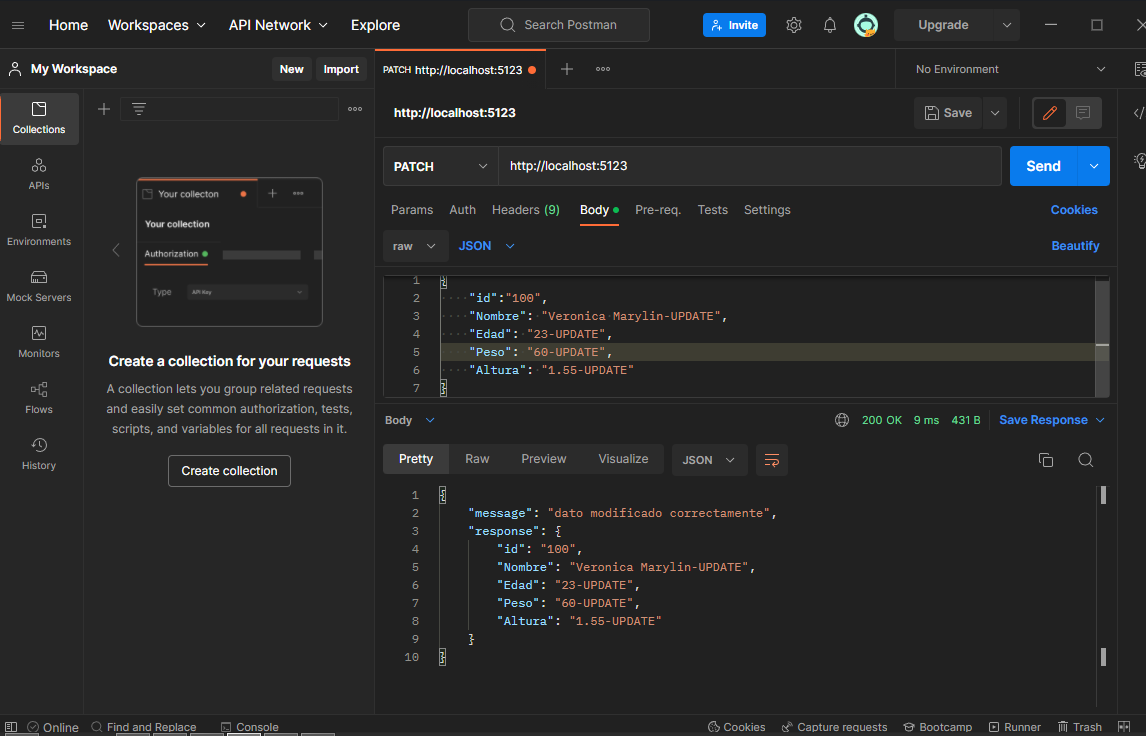 Home Workspaces API Network Explore Search Postman Invite Upgrade
My Workspace New Import PATCH http://localhost:5123 No Environment
Collections
APIs
Environments
Mock Servers
Monitors
Flows
History
Your collecton
Your collection
Authorization
Type API Key
Create a collection for your requests
A collection lets you group related requests
and easily set common authorization, tests,
scripts, and variables for all requests in it.
Create collection
http://localhost:5123 Save
PATCH http://localhost:5123 Send
Params Auth Headers (9) Body Pre-req. Tests Settings Cookies
raw JSON Beautify
1 {
2 ····"id":"100",
3 ····"Nombre":·"Veronica·Marylin-UPDATE",
4 ····"Edad":·"23-UPDATE",
5 ····"Peso":·"60-UPDATE",
6 ····"Altura":·"1.55-UPDATE"
7 }
Body 200 OK 9 ms 431 B Save Response
Pretty Raw Preview Visualize JSON
1 {
2 "message": "dato modificado correctamente",
3 "response": {
4 "id": "100",
5 "Nombre": "Veronica Marylin-UPDATE",
6 "Edad": "23-UPDATE",
7 "Peso": "60-UPDATE",
8 "Altura": "1.55-UPDATE"
9 }
10 }
Online Find and Replace Console Cookies Capture requests Bootcamp Runner Trash